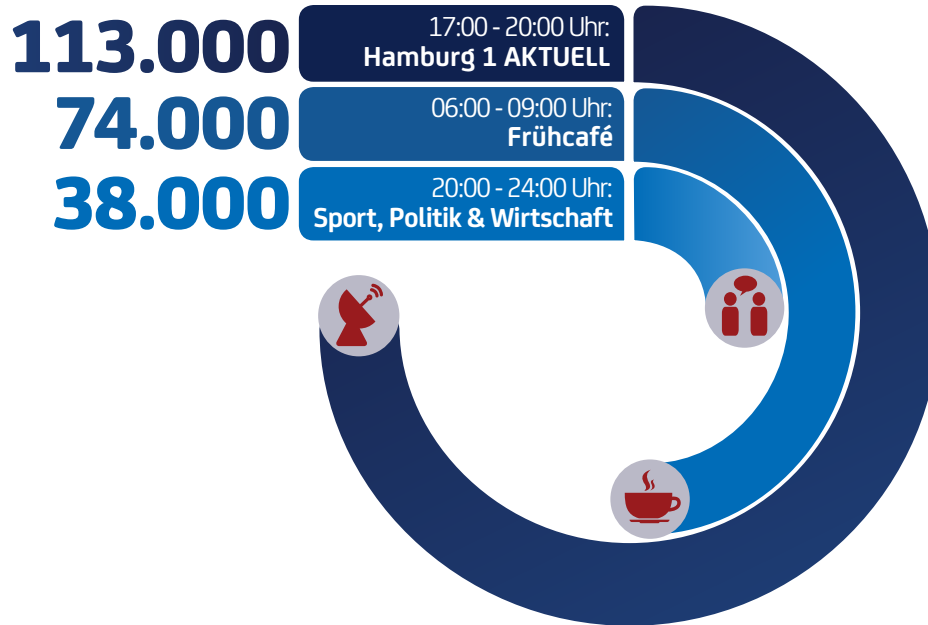 113.000
17:00 - 20:00 Uhr:
Hamburg 1 AKTUELL
74.000
06:00 - 09:00 Uhr:
Frühcafé
38.000
20:00 - 24:00 Uhr:
Sport, Politik & Wirtschaft